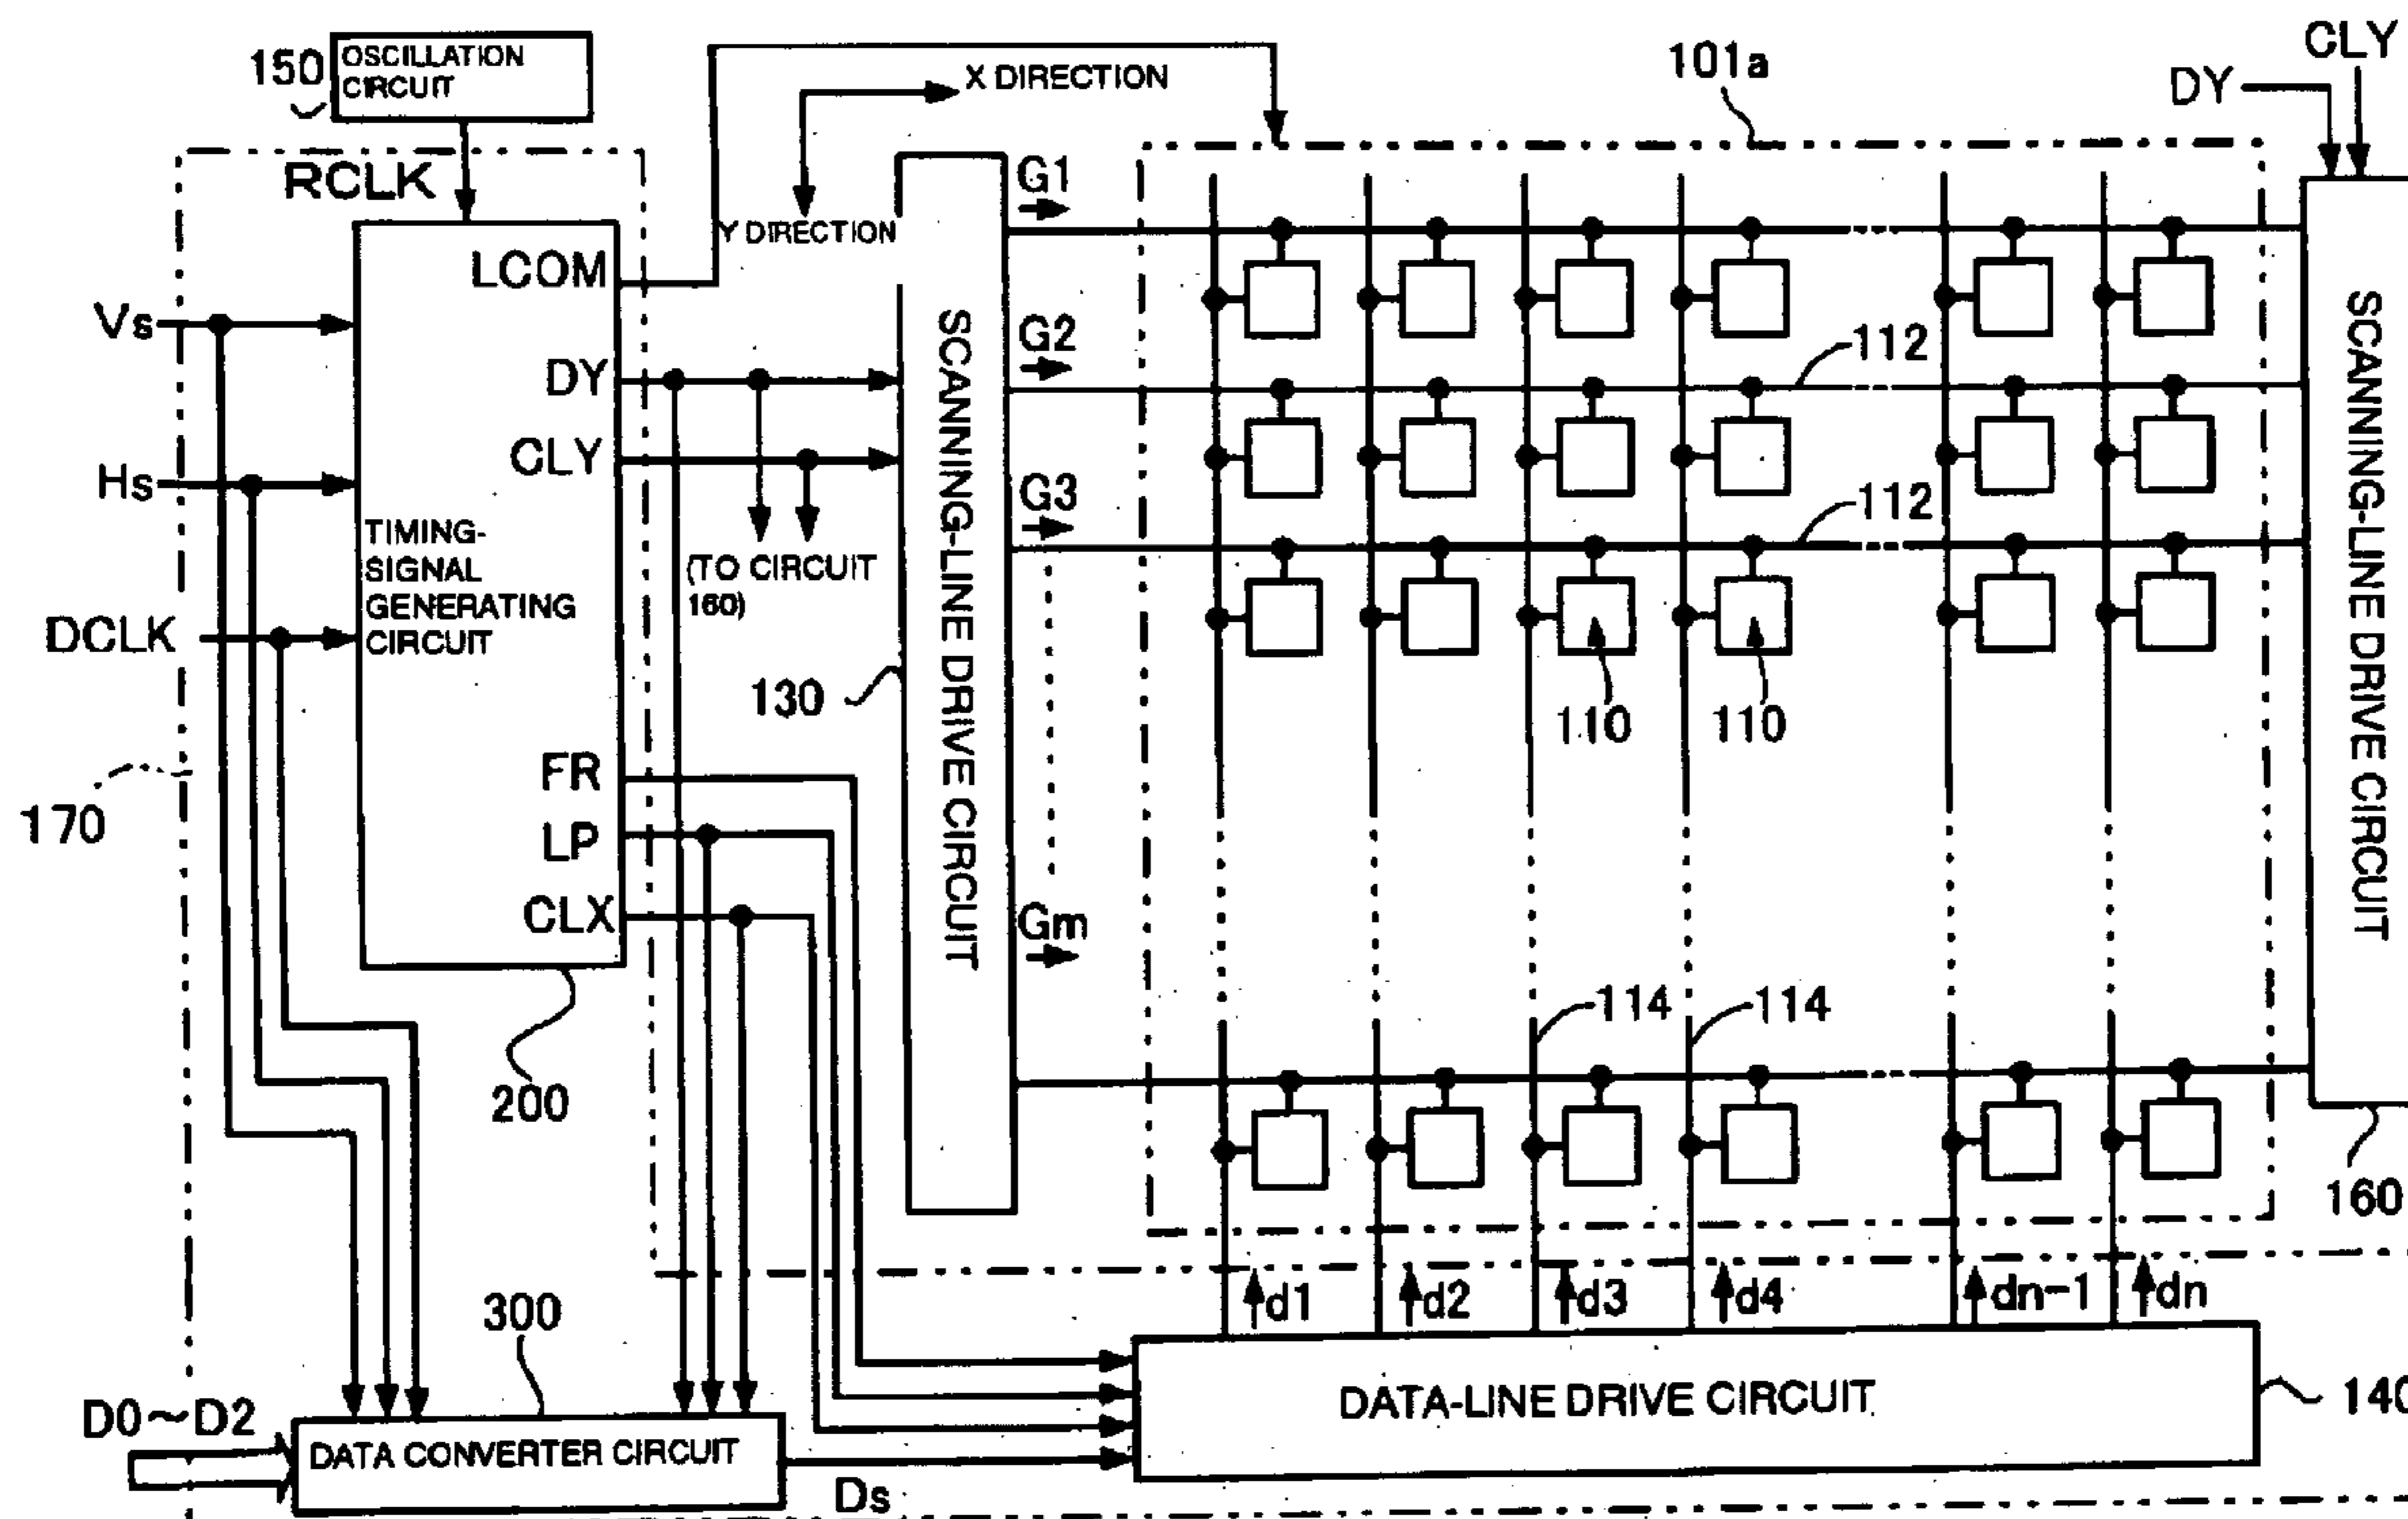 CLY
150
OSCILLATION
CIRCUIT
X DIRECTION
101a
DY
RCLK
G1
Y DIRECTION
LCOM
Vs
G2
112
DY
CLY
Hs
G3
112
TIMING-
SIGNAL
GENERATING
CIRCUIT
(TO CIRCUIT
160)
DCLK
SCANNING-LINE DRIVE CIRCUIT
SCANNING-LINE DRIVE CIRCUIT
130
110
110
FR
170
LP
CLX
Gm
114
114
200
160
300
d1
d2
d3
d4
dn-1
dn
D0~D2
DATA CONVERTER CIRCUIT
DATA-LINE DRIVE CIRCUIT
140
Ds